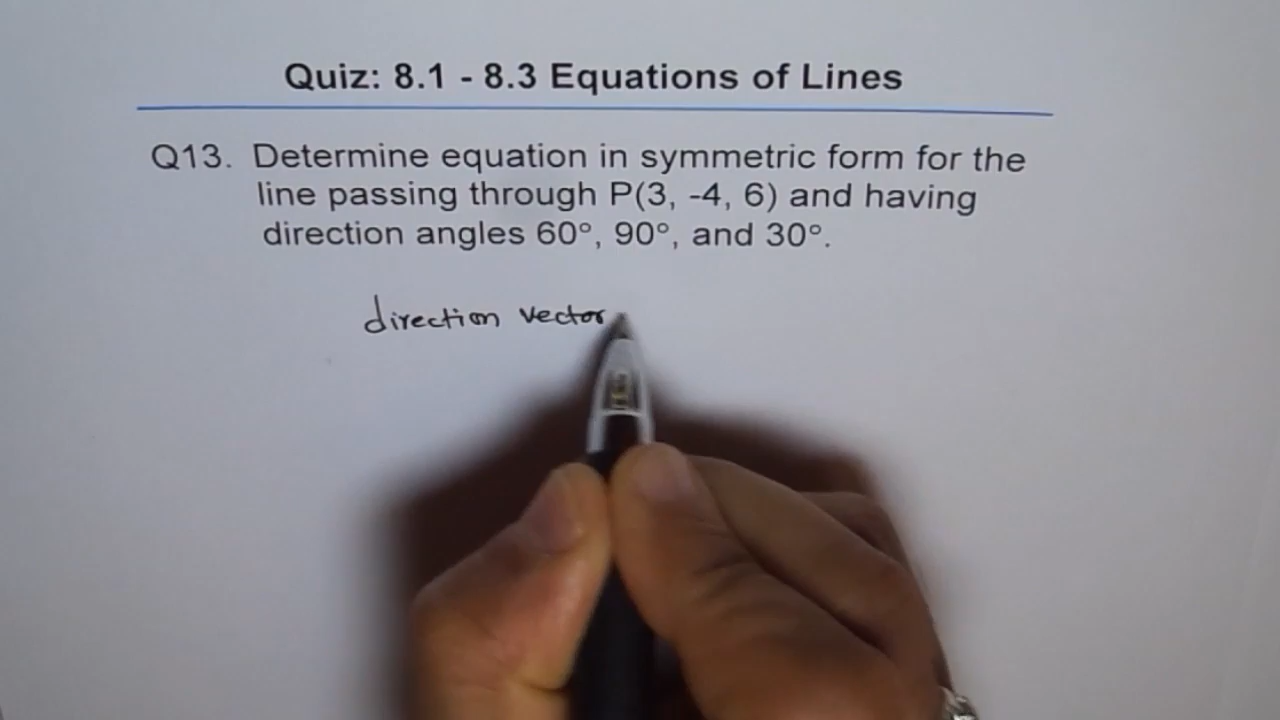 Quiz: 8.1 - 8.3 Equations of Lines
Q13. Determine equation in symmetric form for the
line passing through P(3, -4, 6) and having
direction angles 60°, 90°, and 30°.
direction vector